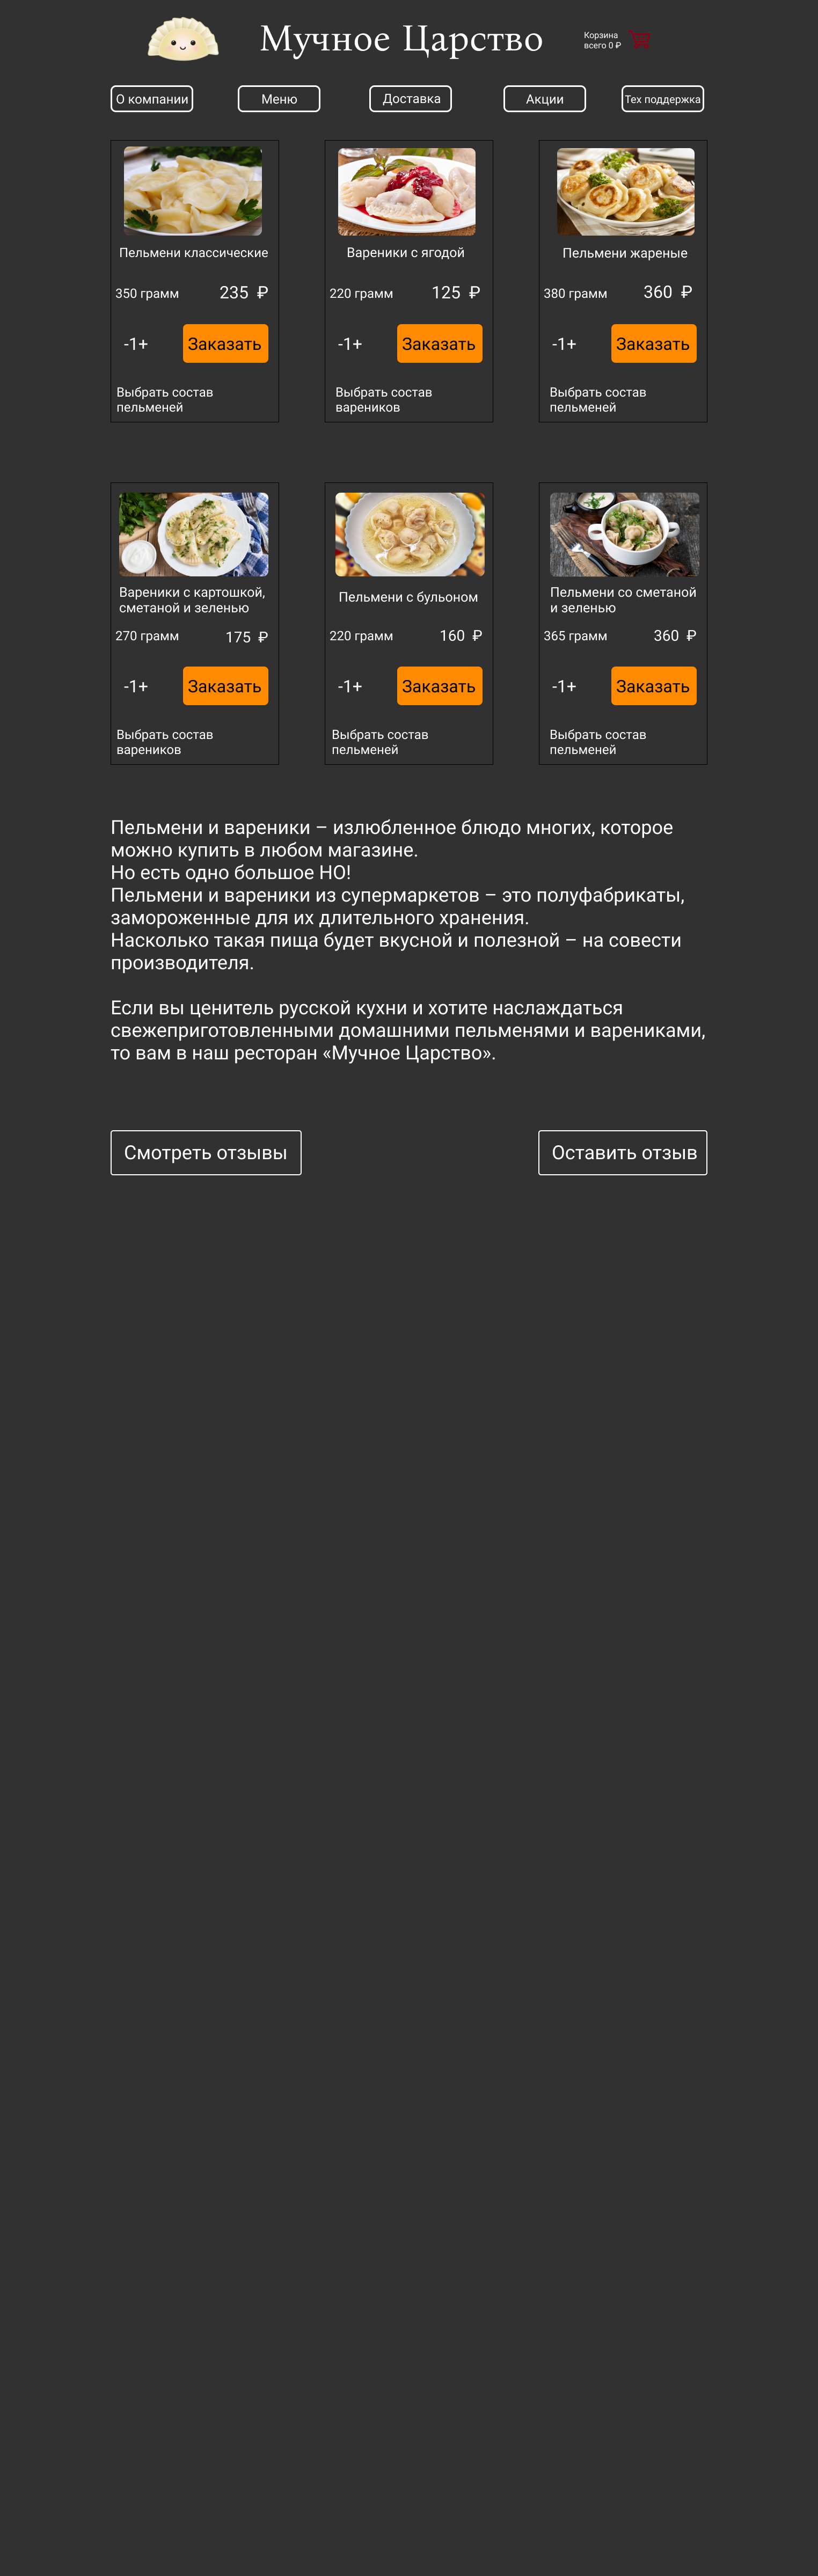 Мучное Царство
Корзина
всего 0 ₽
О компании
Меню
Доставка
Акции
Тех поддержка
Пельмени классические
350 грамм
235 ₽
-1+
Заказать
Выбрать состав
пельменей
Вареники с ягодой
220 грамм
125 ₽
-1+
Заказать
Выбрать состав
вареников
Пельмени жареные
380 грамм
360 ₽
-1+
Заказать
Выбрать состав
пельменей
Вареники с картошкой,
сметаной и зеленью
270 грамм
175 ₽
-1+
Заказать
Выбрать состав
вареников
Пельмени с бульоном
220 грамм
160 ₽
-1+
Заказать
Выбрать состав
пельменей
Пельмени со сметаной
и зеленью
365 грамм
360 ₽
-1+
Заказать
Выбрать состав
пельменей
Пельмени и вареники – излюбленное блюдо многих, которое
можно купить в любом магазине.
Но есть одно большое НО!
Пельмени и вареники из супермаркетов – это полуфабрикаты,
замороженные для их длительного хранения.
Насколько такая пища будет вкусной и полезной – на совести
производителя.
Если вы ценитель русской кухни и хотите наслаждаться
свежеприготовленными домашними пельменями и варениками,
то вам в наш ресторан «Мучное Царство».
Смотреть отзывы
Оставить отзыв